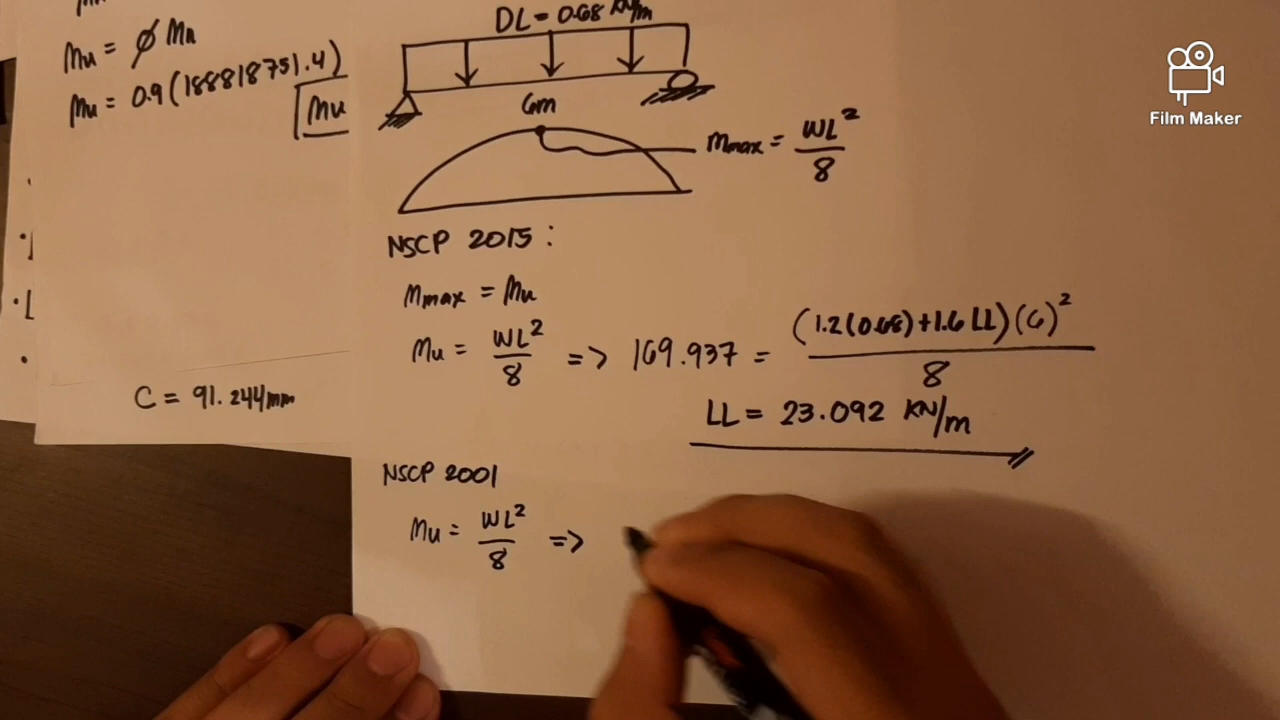 Mu = φ Mn
Mu = 0.9(188818751.4)
Mu
C = 91.244mm
DL = 0.68 KN/m
6m
Mmax = WL²/8
NSCP 2015:
Mmax = Mu
Mu = WL²/8 => 169.937 = (1.2(0.68)+1.6LL)(6)²/8
LL = 23.092 KN/m
NSCP 2001
Mu = WL²/8 =>
Film Maker